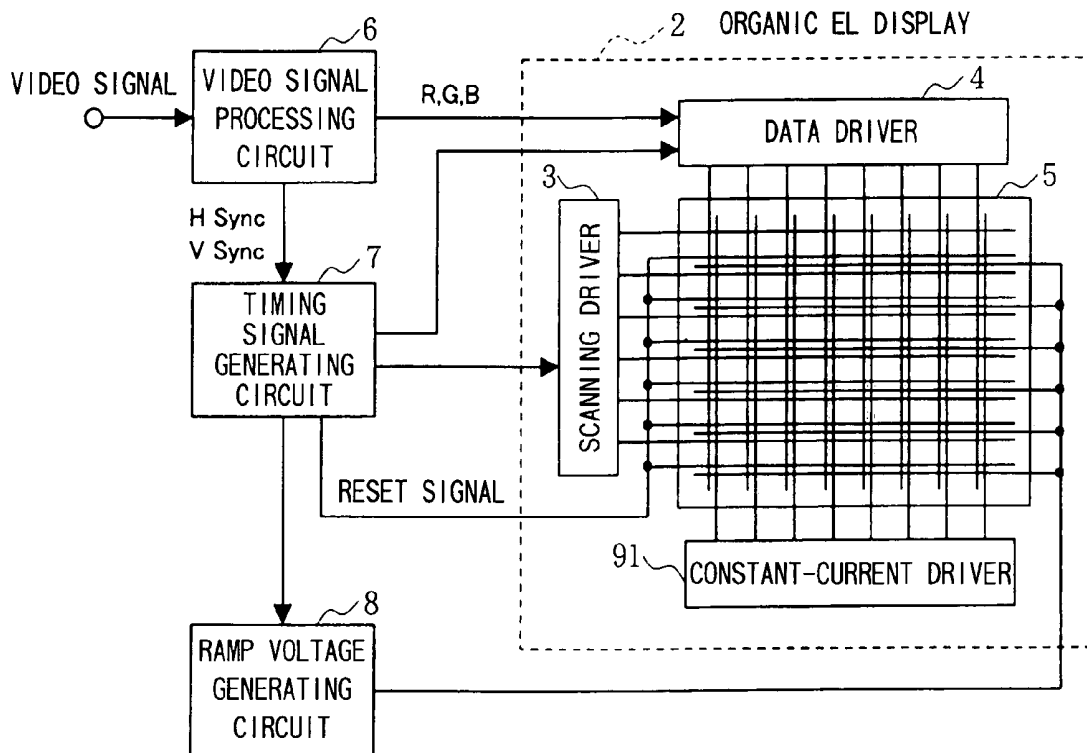 2 ORGANIC EL DISPLAY
6
VIDEO SIGNAL
VIDEO SIGNAL
PROCESSING
CIRCUIT
R,G,B
4
DATA DRIVER
3
5
SCANNING DRIVER
H Sync
V Sync
7
TIMING
SIGNAL
GENERATING
CIRCUIT
RESET SIGNAL
91
CONSTANT-CURRENT DRIVER
8
RAMP VOLTAGE
GENERATING
CIRCUIT